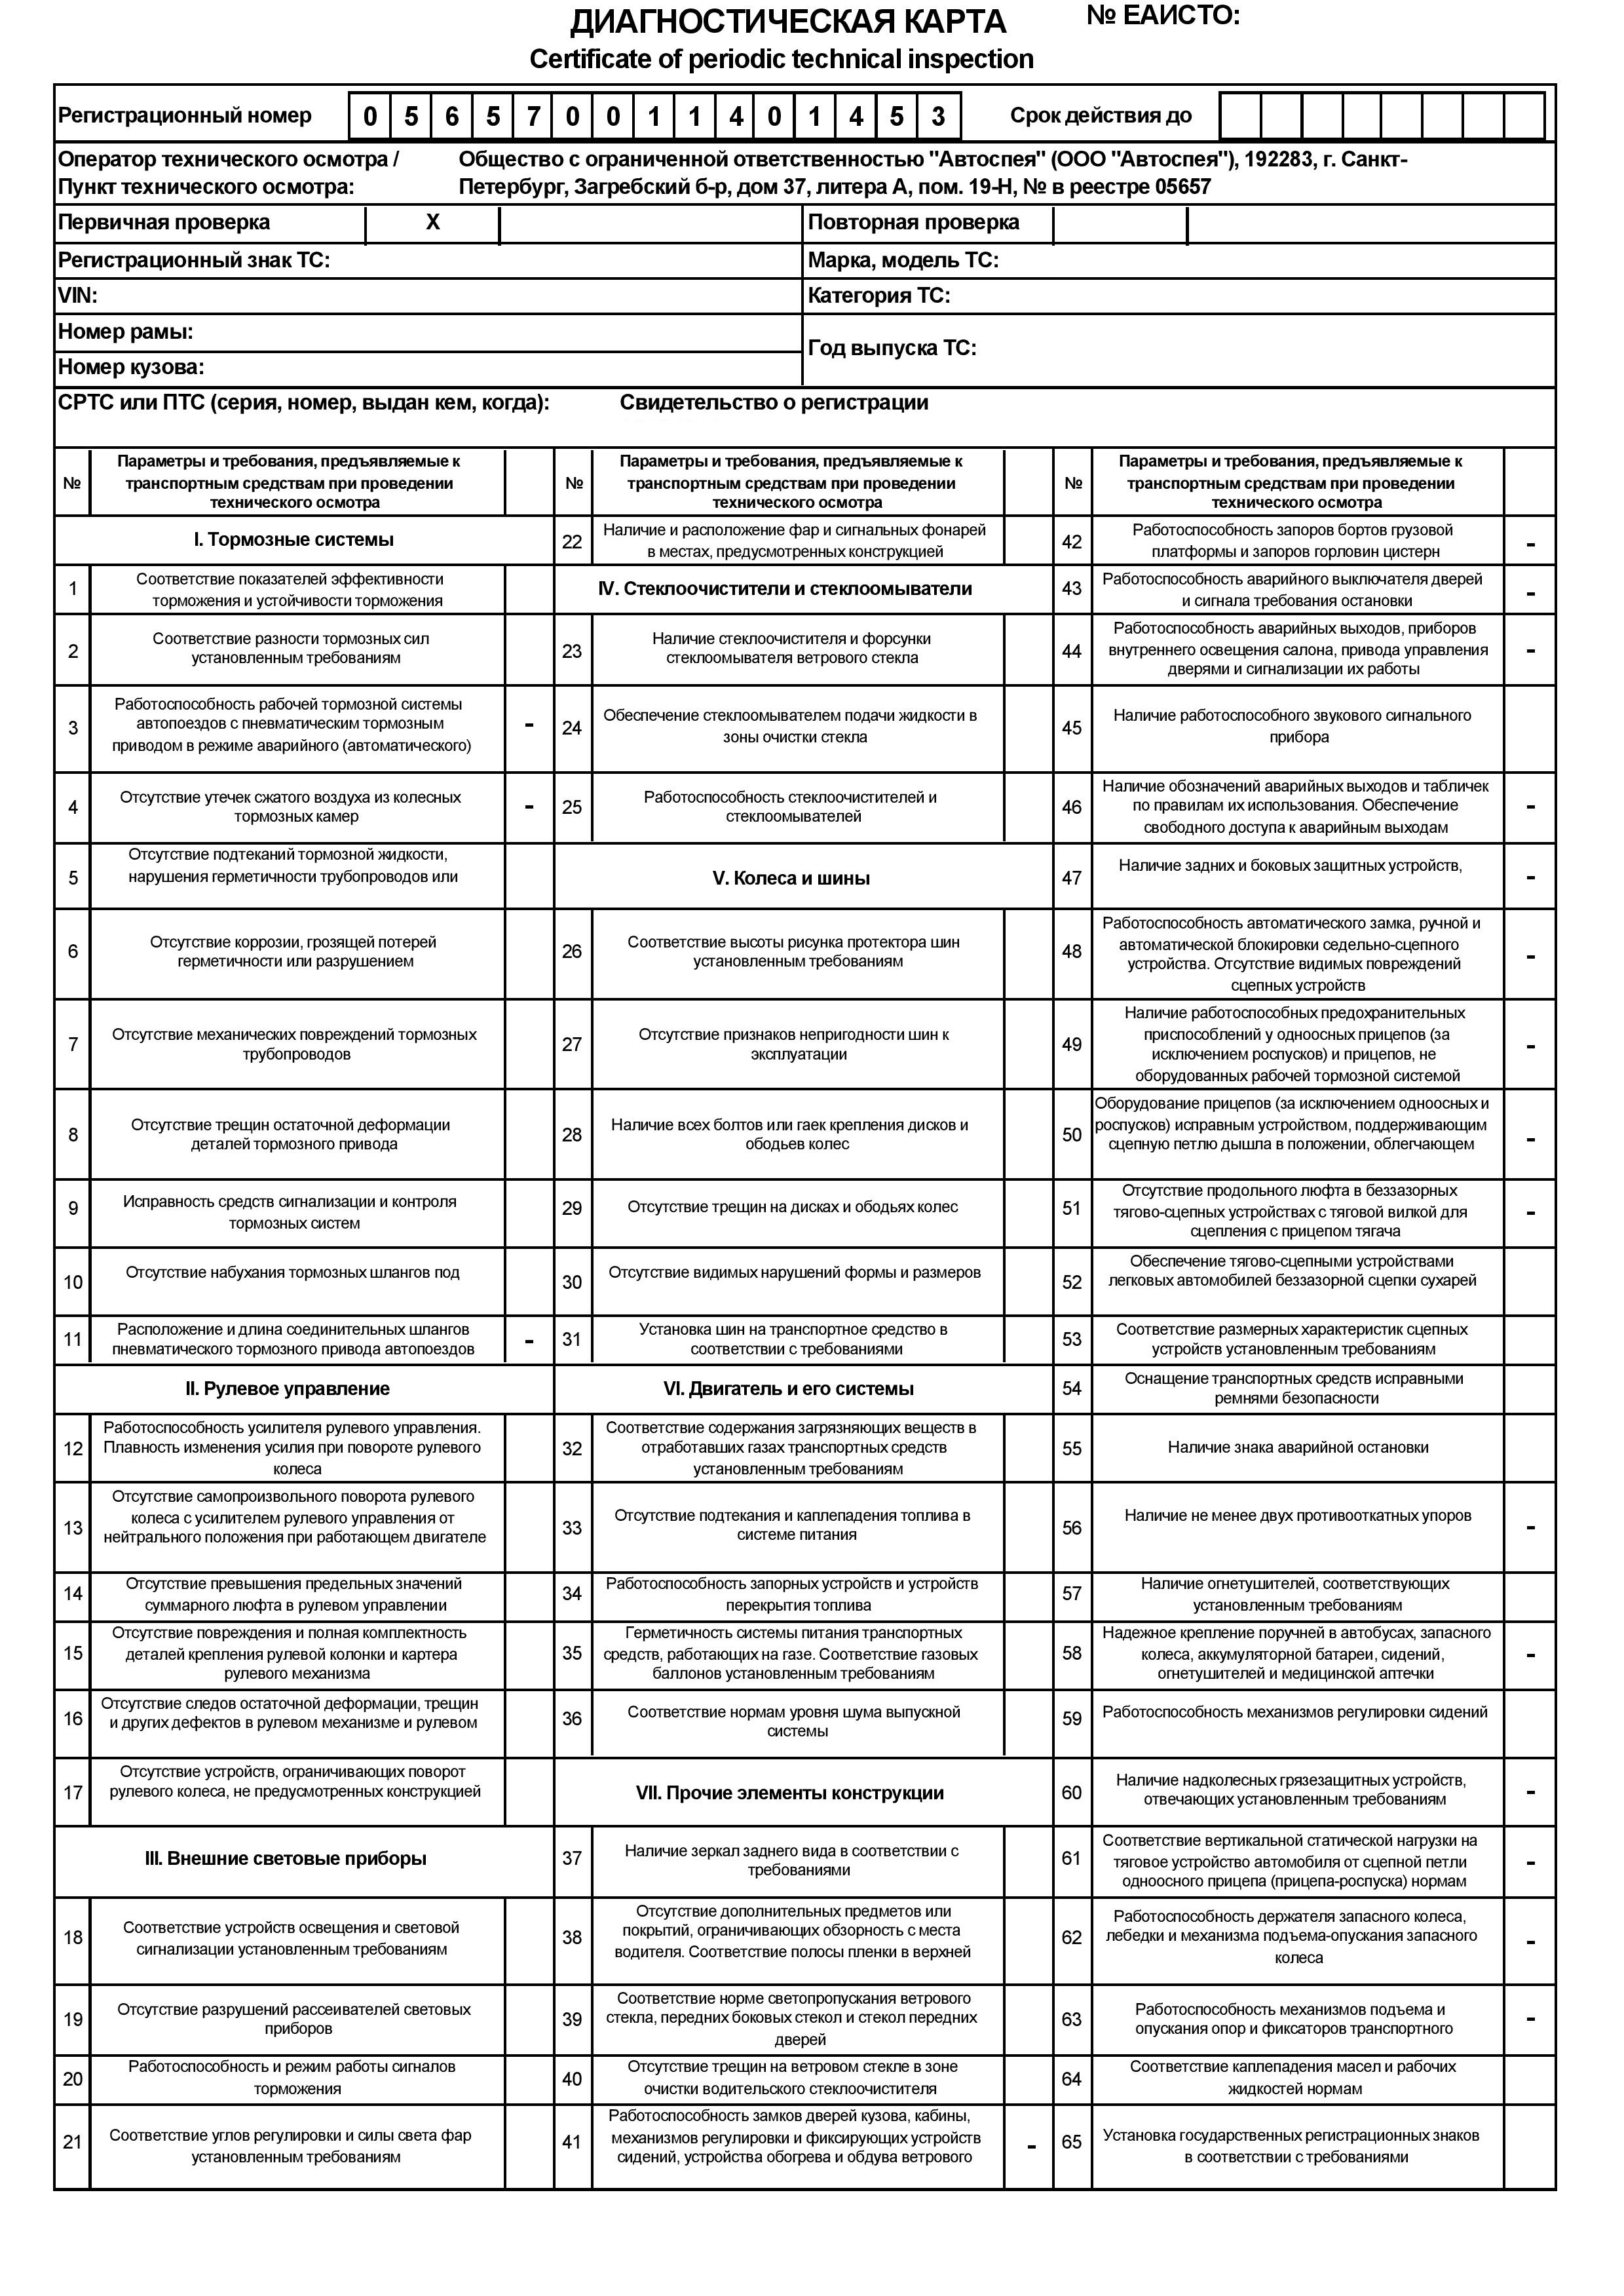 ДИАГНОСТИЧЕСКАЯ КАРТА
№ ЕАИСТО:
Certificate of periodic technical inspection
Регистрационный номер 0 5 6 5 7 0 0 1 1 4 0 1 4 5 3 Срок действия до
Оператор технического осмотра /
Пункт технического осмотра:
Общество с ограниченной ответственностью "Автоспея" (ООО "Автоспея"), 192283, г. Санкт-
Петербург, Загребский б-р, дом 37, литера А, пом. 19-Н, № в реестре 05657
Первичная проверка X Повторная проверка
Регистрационный знак ТС: Марка, модель ТС:
VIN: Категория ТС:
Номер рамы:
Год выпуска ТС:
Номер кузова:
СРТС или ПТС (серия, номер, выдан кем, когда): Свидетельство о регистрации
№
Параметры и требования, предъявляемые к
транспортным средствам при проведении
технического осмотра
I. Тормозные системы
1
Соответствие показателей эффективности
торможения и устойчивости торможения
2
Соответствие разности тормозных сил
установленным требованиям
3
Работоспособность рабочей тормозной системы
автопоездов с пневматическим тормозным
приводом в режиме аварийного (автоматического)
-
4
Отсутствие утечек сжатого воздуха из колесных
тормозных камер
-
5
Отсутствие подтеканий тормозной жидкости,
нарушения герметичности трубопроводов или
6
Отсутствие коррозии, грозящей потерей
герметичности или разрушением
7
Отсутствие механических повреждений тормозных
трубопроводов
8
Отсутствие трещин остаточной деформации
деталей тормозного привода
9
Исправность средств сигнализации и контроля
тормозных систем
10
Отсутствие набухания тормозных шлангов под
11
Расположение и длина соединительных шлангов
пневматического тормозного привода автопоездов
-
II. Рулевое управление
12
Работоспособность усилителя рулевого управления.
Плавность изменения усилия при повороте рулевого
колеса
13
Отсутствие самопроизвольного поворота рулевого
колеса с усилителем рулевого управления от
нейтрального положения при работающем двигателе
14
Отсутствие превышения предельных значений
суммарного люфта в рулевом управлении
15
Отсутствие повреждения и полная комплектность
деталей крепления рулевой колонки и картера
рулевого механизма
16
Отсутствие следов остаточной деформации, трещин
и других дефектов в рулевом механизме и рулевом
17
Отсутствие устройств, ограничивающих поворот
рулевого колеса, не предусмотренных конструкцией
III. Внешние световые приборы
18
Соответствие устройств освещения и световой
сигнализации установленным требованиям
19
Отсутствие разрушений рассеивателей световых
приборов
20
Работоспособность и режим работы сигналов
торможения
21
Соответствие углов регулировки и силы света фар
установленным требованиям
№
Параметры и требования, предъявляемые к
транспортным средствам при проведении
технического осмотра
22
Наличие и расположение фар и сигнальных фонарей
в местах, предусмотренных конструкцией
IV. Стеклоочистители и стеклоомыватели
23
Наличие стеклоочистителя и форсунки
стеклоомывателя ветрового стекла
24
Обеспечение стеклоомывателем подачи жидкости в
зоны очистки стекла
25
Работоспособность стеклоочистителей и
стеклоомывателей
V. Колеса и шины
26
Соответствие высоты рисунка протектора шин
установленным требованиям
27
Отсутствие признаков непригодности шин к
эксплуатации
28
Наличие всех болтов или гаек крепления дисков и
ободьев колес
29
Отсутствие трещин на дисках и ободьях колес
30
Отсутствие видимых нарушений формы и размеров
31
Установка шин на транспортное средство в
соответствии с требованиями
VI. Двигатель и его системы
32
Соответствие содержания загрязняющих веществ в
отработавших газах транспортных средств
установленным требованиям
33
Отсутствие подтекания и каплепадения топлива в
системе питания
34
Работоспособность запорных устройств и устройств
перекрытия топлива
35
Герметичность системы питания транспортных
средств, работающих на газе. Соответствие газовых
баллонов установленным требованиям
36
Соответствие нормам уровня шума выпускной
системы
VII. Прочие элементы конструкции
37
Наличие зеркал заднего вида в соответствии с
требованиями
38
Отсутствие дополнительных предметов или
покрытий, ограничивающих обзорность с места
водителя. Соответствие полосы пленки в верхней
39
Соответствие норме светопропускания ветрового
стекла, передних боковых стекол и стекол передних
дверей
40
Отсутствие трещин на ветровом стекле в зоне
очистки водительского стеклоочистителя
41
Работоспособность замков дверей кузова, кабины,
механизмов регулировки и фиксирующих устройств
сидений, устройства обогрева и обдува ветрового
-
№
Параметры и требования, предъявляемые к
транспортным средствам при проведении
технического осмотра
42
Работоспособность запоров бортов грузовой
платформы и запоров горловин цистерн
-
43
Работоспособность аварийного выключателя дверей
и сигнала требования остановки
-
44
Работоспособность аварийных выходов, приборов
внутреннего освещения салона, привода управления
дверями и сигнализации их работы
-
45
Наличие работоспособного звукового сигнального
прибора
46
Наличие обозначений аварийных выходов и табличек
по правилам их использования. Обеспечение
свободного доступа к аварийным выходам
-
47
Наличие задних и боковых защитных устройств,
-
48
Работоспособность автоматического замка, ручной и
автоматической блокировки седельно-сцепного
устройства. Отсутствие видимых повреждений
сцепных устройств
-
49
Наличие работоспособных предохранительных
приспособлений у одноосных прицепов (за
исключением роспусков) и прицепов, не
оборудованных рабочей тормозной системой
-
50
Оборудование прицепов (за исключением одноосных и
роспусков) исправным устройством, поддерживающим
сцепную петлю дышла в положении, облегчающем
-
51
Отсутствие продольного люфта в беззазорных
тягово-сцепных устройствах с тяговой вилкой для
сцепления с прицепом тягача
-
52
Обеспечение тягово-сцепными устройствами
легковых автомобилей беззазорной сцепки сухарей
53
Соответствие размерных характеристик сцепных
устройств установленным требованиям
54
Оснащение транспортных средств исправными
ремнями безопасности
55
Наличие знака аварийной остановки
56
Наличие не менее двух противооткатных упоров
-
57
Наличие огнетушителей, соответствующих
установленным требованиям
58
Надежное крепление поручней в автобусах, запасного
колеса, аккумуляторной батареи, сидений,
огнетушителей и медицинской аптечки
-
59
Работоспособность механизмов регулировки сидений
60
Наличие надколесных грязезащитных устройств,
отвечающих установленным требованиям
-
61
Соответствие вертикальной статической нагрузки на
тяговое устройство автомобиля от сцепной петли
одноосного прицепа (прицепа-роспуска) нормам
-
62
Работоспособность держателя запасного колеса,
лебедки и механизма подъема-опускания запасного
колеса
-
63
Работоспособность механизмов подъема и
опускания опор и фиксаторов транспортного
-
64
Соответствие каплепадения масел и рабочих
жидкостей нормам
65
Установка государственных регистрационных знаков
в соответствии с требованиями